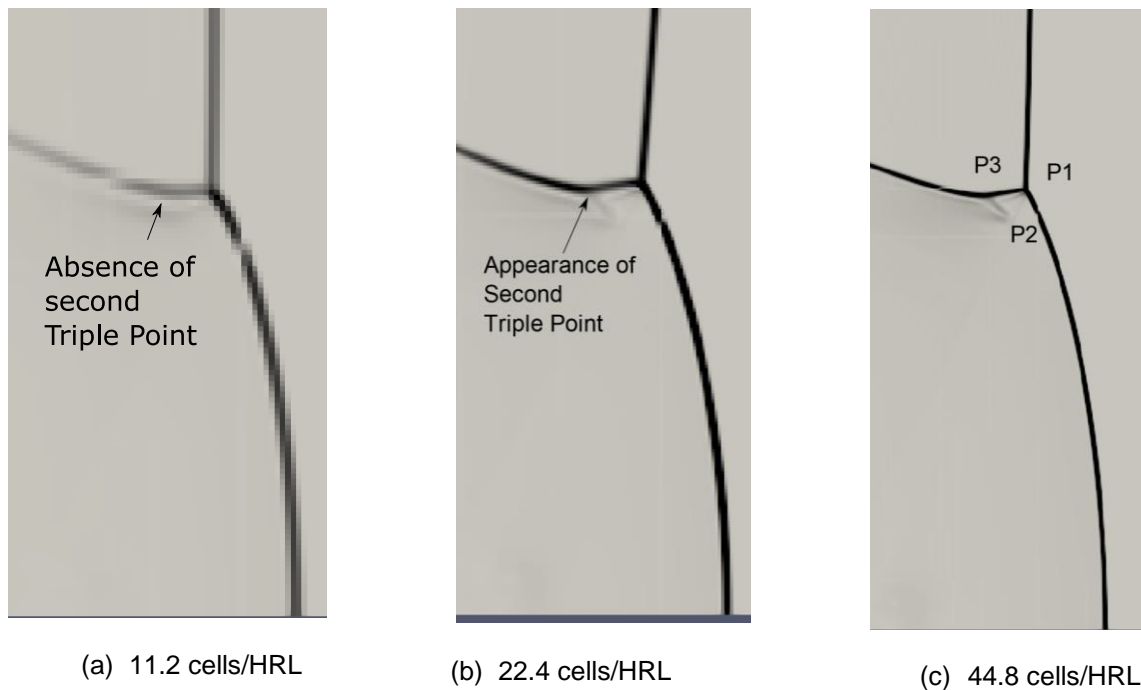 Absence of
second
Triple Point
Appearance of
Second
Triple Point
P3
P1
P2
(a) 11.2 cells/HRL
(b) 22.4 cells/HRL
(c) 44.8 cells/HRL